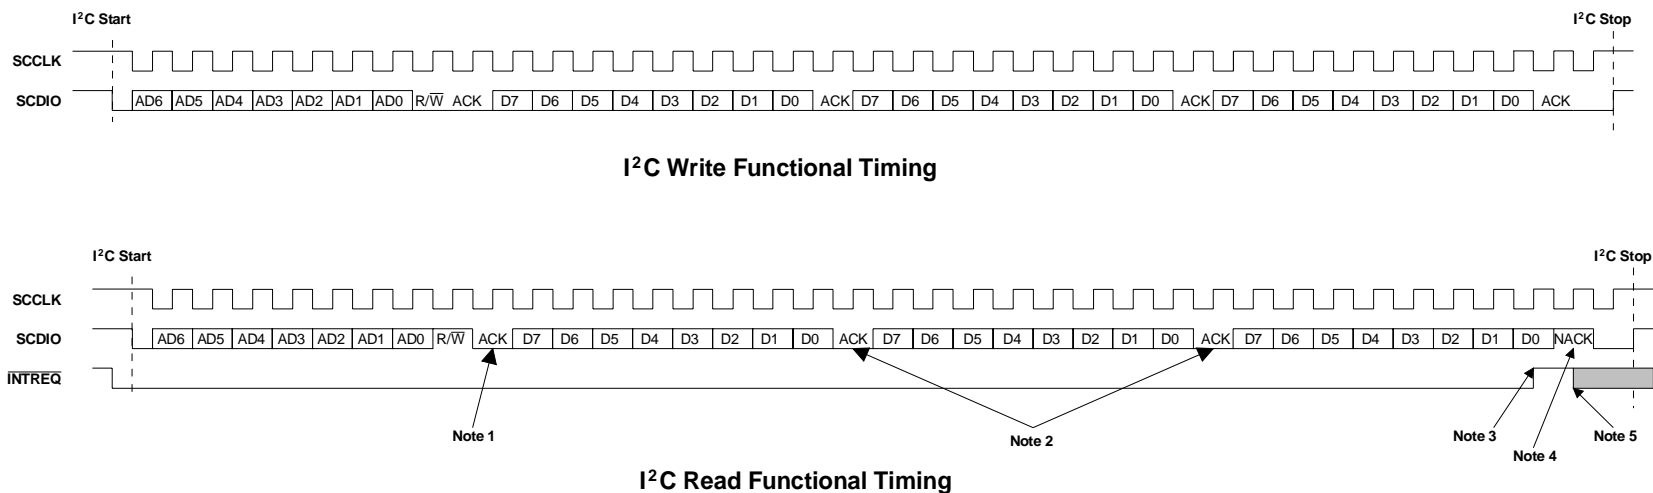 I²C Start I²C Stop
SCCLK
SCDIO AD6 AD5 AD4 AD3 AD2 AD1 AD0 R/W̅ ACK D7 D6 D5 D4 D3 D2 D1 D0 ACK D7 D6 D5 D4 D3 D2 D1 D0 ACK D7 D6 D5 D4 D3 D2 D1 D0 ACK
I²C Write Functional Timing
I²C Start I²C Stop
SCCLK
SCDIO AD6 AD5 AD4 AD3 AD2 AD1 AD0 R/W̅ ACK D7 D6 D5 D4 D3 D2 D1 D0 ACK D7 D6 D5 D4 D3 D2 D1 D0 ACK D7 D6 D5 D4 D3 D2 D1 D0 NACK
I̅N̅T̅R̅E̅Q̅
Note 1 Note 2 Note 3 Note 5
Note 4
I²C Read Functional Timing